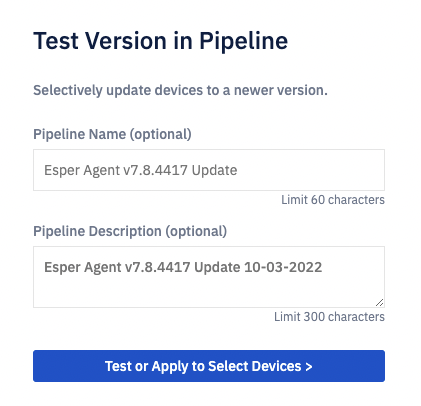 Test Version in Pipeline
Selectively update devices to a newer version.
Pipeline Name (optional)
Esper Agent v7.8.4417 Update
Limit 60 characters
Pipeline Description (optional)
Esper Agent v7.8.4417 Update 10-03-2022
Limit 300 characters
Test or Apply to Select Devices >